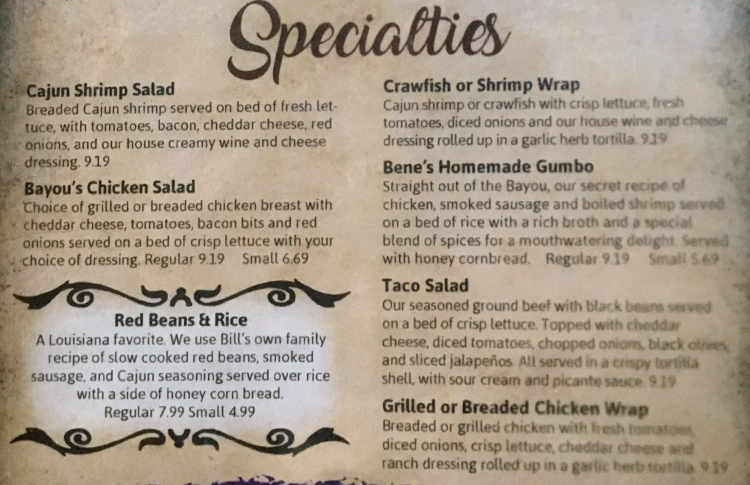 Specialties
Cajun Shrimp Salad
Breaded Cajun shrimp served on bed of fresh let-
tuce, with tomatoes, bacon, cheddar cheese, red
onions, and our house creamy wine and cheese
dressing. 9.19
Bayou's Chicken Salad
Choice of grilled or breaded chicken breast with
cheddar cheese, tomatoes, bacon bits and red
onions served on a bed of crisp lettuce with your
choice of dressing. Regular 9.19 Small 6.69
Red Beans & Rice
A Louisiana favorite. We use Bill's own family
recipe of slow cooked red beans, smoked
sausage, and Cajun seasoning served over rice
with a side of honey corn bread.
Regular 7.99 Small 4.99
Crawfish or Shrimp Wrap
Cajun shrimp or crawfish with crisp lettuce, fresh
tomatoes, diced onions and our house wine and cheese
dressing rolled up in a garlic herb tortilla. 9.19
Bene's Homemade Gumbo
Straight out of the Bayou, our secret recipe of
chicken, smoked sausage and boiled shrimp served
on a bed of rice with a rich broth and a special
blend of spices for a mouthwatering delight. Served
with honey cornbread. Regular 9.19 Small 5.69
Taco Salad
Our seasoned ground beef with black beans served
on a bed of crisp lettuce. Topped with cheddar
cheese, diced tomatoes, chopped onions, black olives,
and sliced jalapeños. All served in a crispy tortilla
shell, with sour cream and picante sauce. 9.19
Grilled or Breaded Chicken Wrap
Breaded or grilled chicken with fresh tomatoes,
diced onions, crisp lettuce, cheddar cheese and
ranch dressing rolled up in a garlic herb tortilla. 9.19